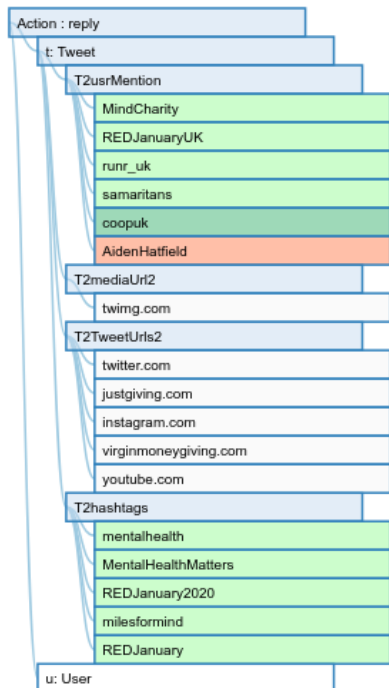 Action : reply
t: Tweet
T2usrMention
MindCharity
REDJanuaryUK
runr_uk
samaritans
coopuk
AidenHatfield
T2mediaUrl2
twimg.com
T2TweetUrls2
twitter.com
justgiving.com
instagram.com
virginmoneygiving.com
youtube.com
T2hashtags
mentalhealth
MentalHealthMatters
REDJanuary2020
milesformind
REDJanuary
u: User